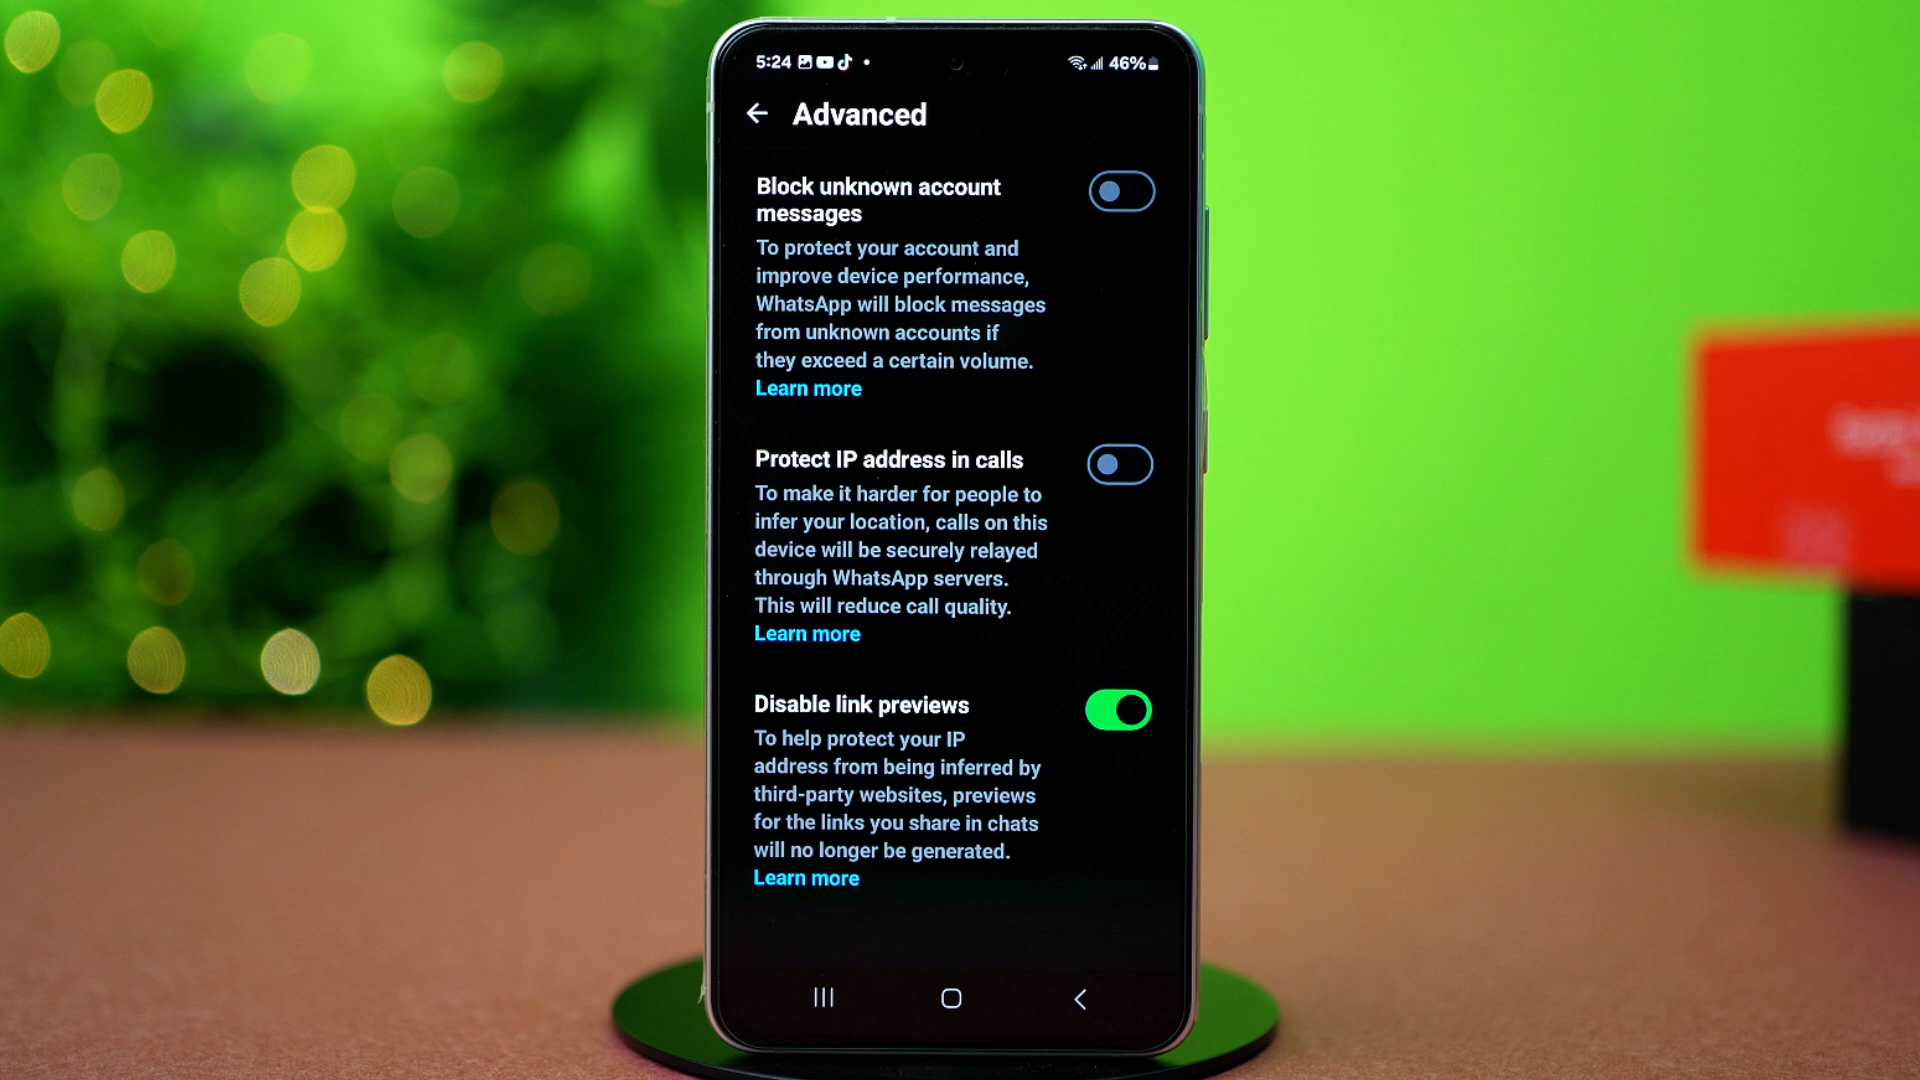 5:24
46%
Advanced
Block unknown account
messages
To protect your account and
improve device performance,
WhatsApp will block messages
from unknown accounts if
they exceed a certain volume.
Learn more
Protect IP address in calls
To make it harder for people to
infer your location, calls on this
device will be securely relayed
through WhatsApp servers.
This will reduce call quality.
Learn more
Disable link previews
To help protect your IP
address from being inferred by
third-party websites, previews
for the links you share in chats
will no longer be generated.
Learn more